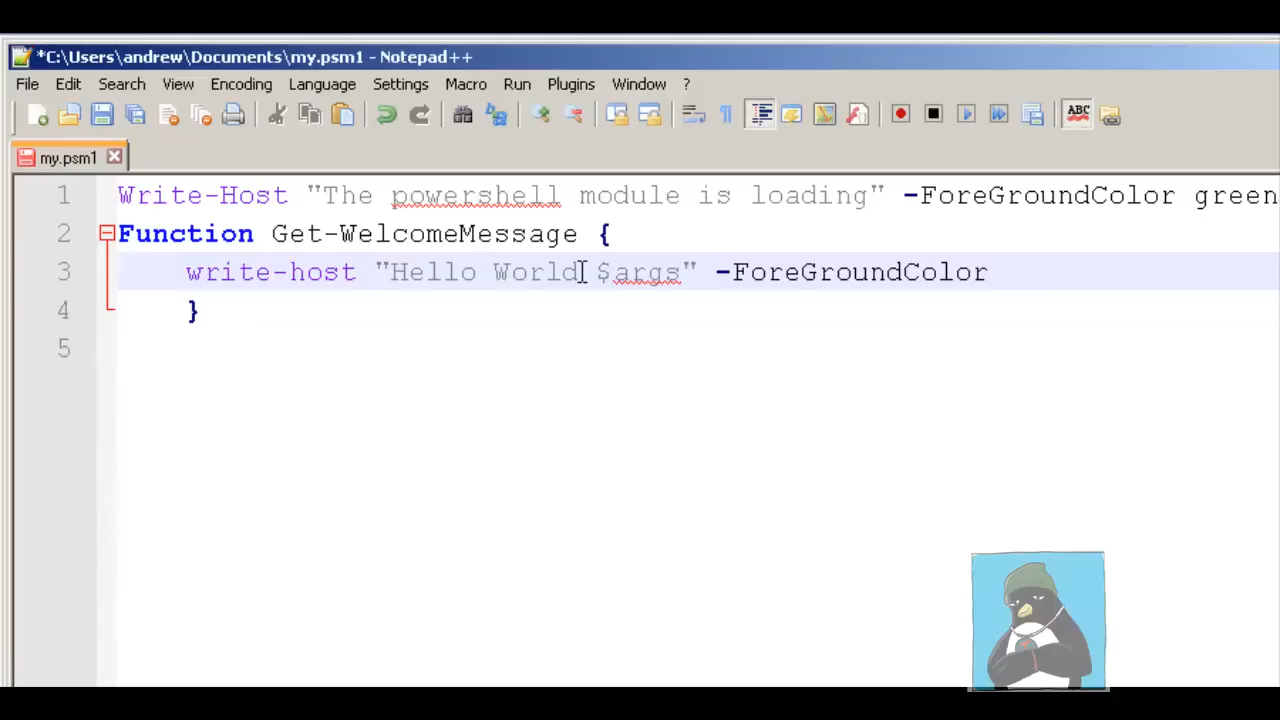 *C:\Users\andrew\Documents\my.psm1 - Notepad++
File Edit Search View Encoding Language Settings Macro Run Plugins Window ?
ABC
my.psm1
1 Write-Host "The powershell module is loading" -ForeGroundColor green
2 Function Get-WelcomeMessage {
3 write-host "Hello World $args" -ForeGroundColor
4 }
5